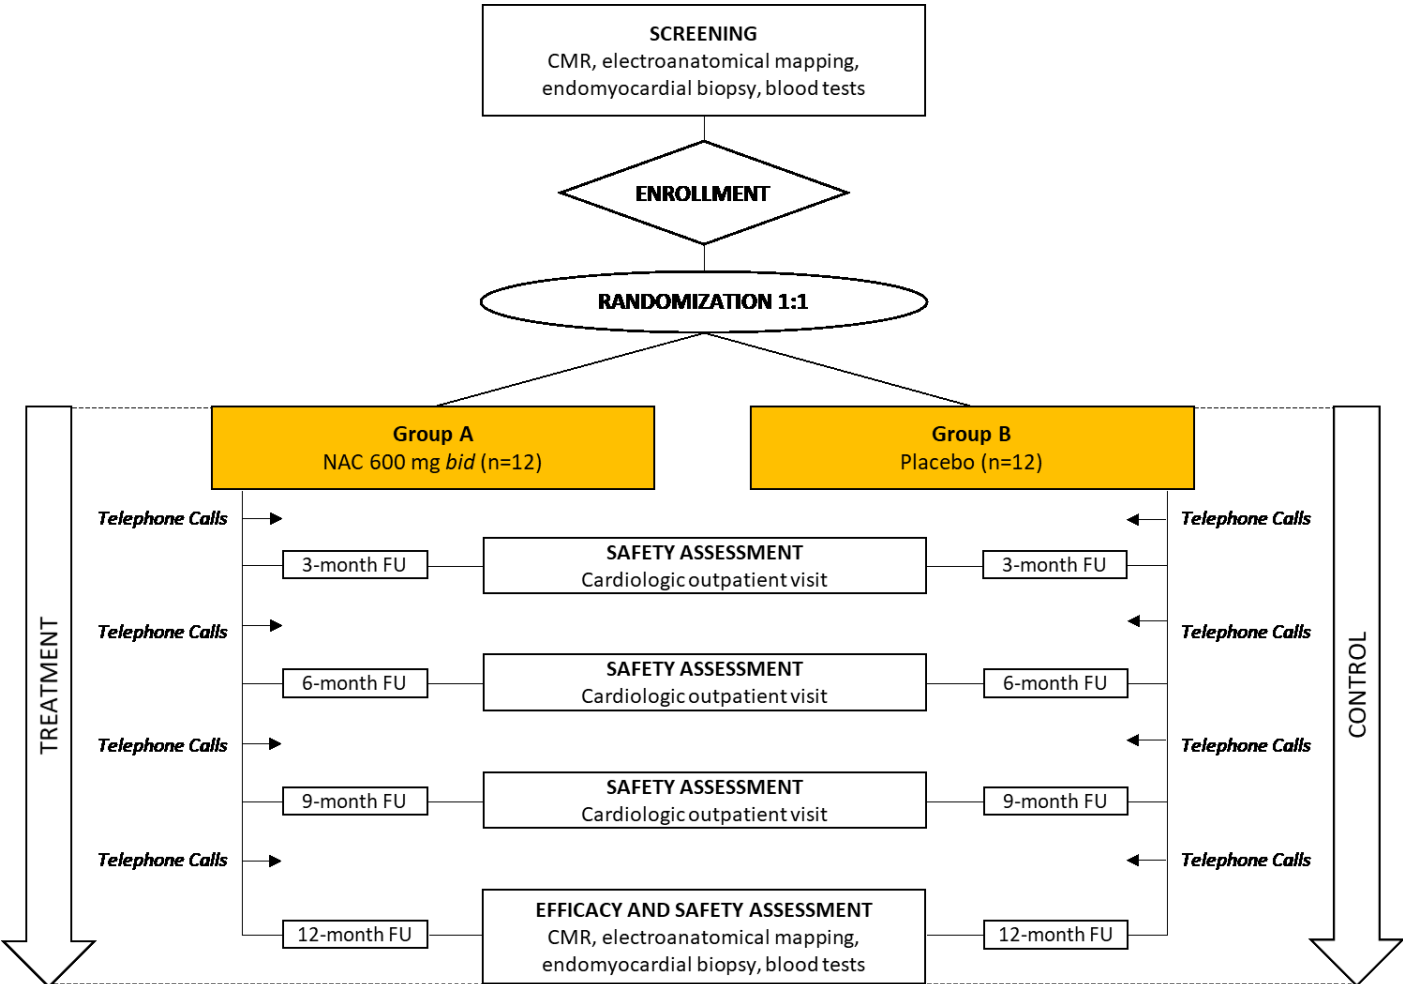 SCREENING
CMR, electroanatomical mapping,
endomyocardial biopsy, blood tests
ENROLLMENT
RANDOMIZATION 1:1
Group A
NAC 600 mg bid (n=12)
Group B
Placebo (n=12)
TREATMENT
CONTROL
Telephone Calls
Telephone Calls
3-month FU
SAFETY ASSESSMENT
Cardiologic outpatient visit
3-month FU
Telephone Calls
Telephone Calls
6-month FU
SAFETY ASSESSMENT
Cardiologic outpatient visit
6-month FU
Telephone Calls
Telephone Calls
9-month FU
SAFETY ASSESSMENT
Cardiologic outpatient visit
9-month FU
Telephone Calls
Telephone Calls
12-month FU
EFFICACY AND SAFETY ASSESSMENT
CMR, electroanatomical mapping,
endomyocardial biopsy, blood tests
12-month FU